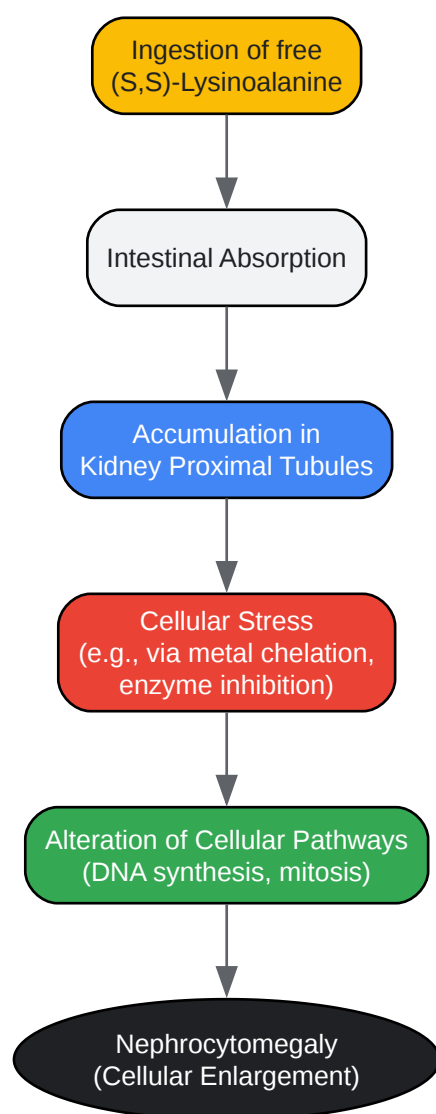 Ingestion of free
(S,S)-Lysinoalanine
Intestinal Absorption
Accumulation in
Kidney Proximal Tubules
Cellular Stress
(e.g., via metal chelation,
enzyme inhibition)
Alteration of Cellular Pathways
(DNA synthesis, mitosis)
Nephrocytomegaly
(Cellular Enlargement)